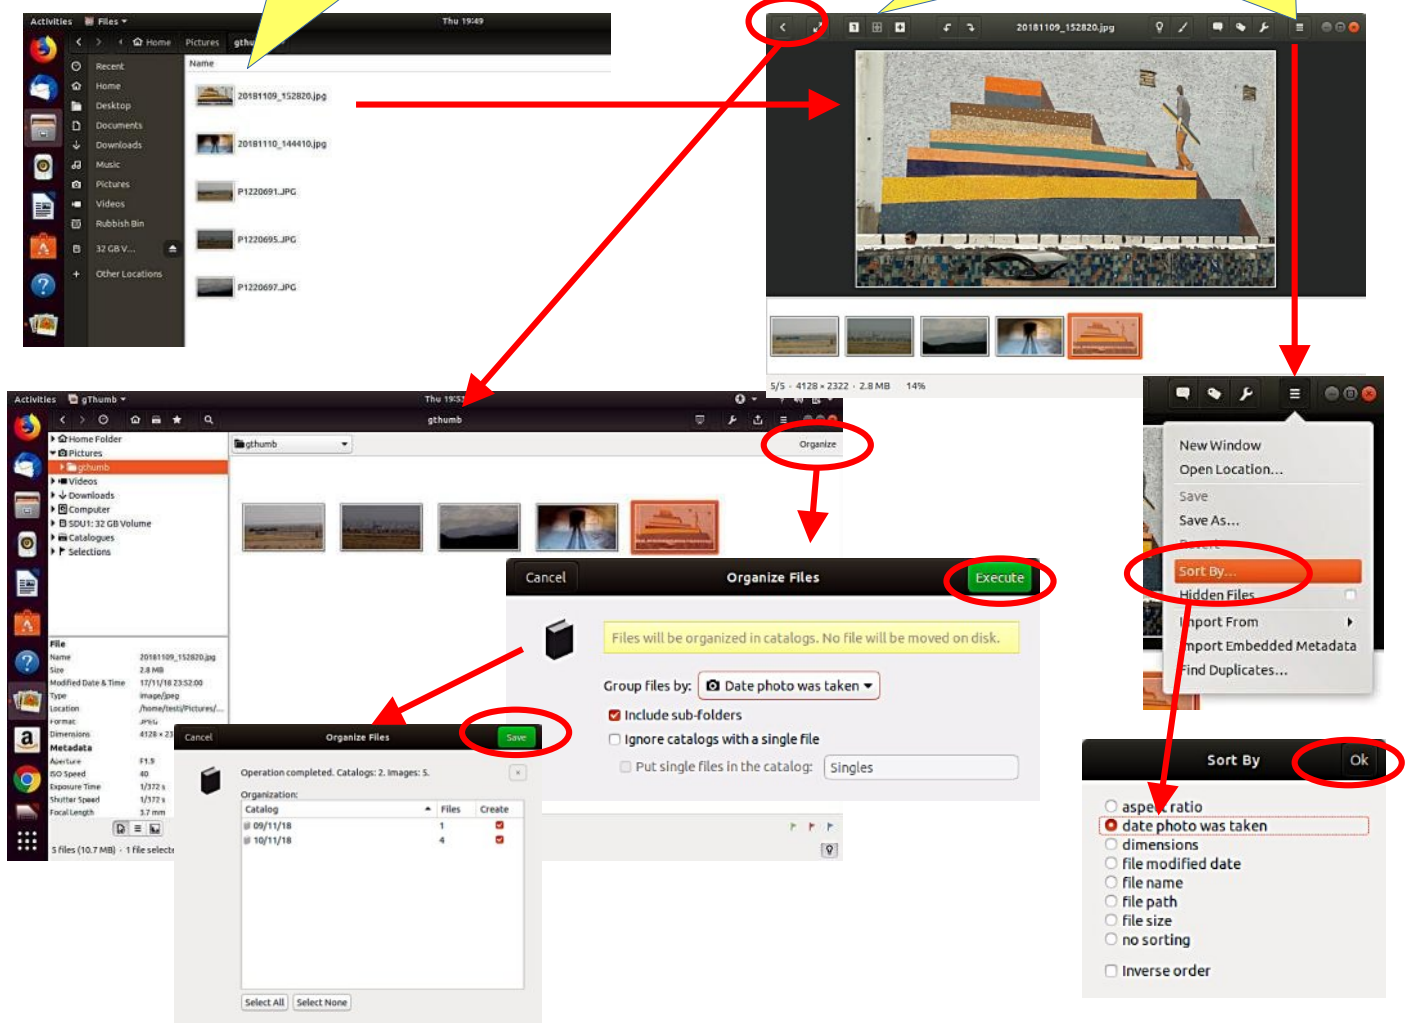 Activities Files Thu 19:49
Home Pictures
Recent
Home
Desktop
Documents
Downloads
Music
Pictures
Videos
Rubbish Bin
32 GB V...
Other Locations
Name
20181109_152820.jpg
20181110_144410.jpg
P1220691.JPG
P1220695.JPG
P1220697.JPG
20181109_152820.jpg
5/5 - 4128 × 2322 - 2.8 MB 14%
Activities gThumb
gthumb
Home Folder
Pictures
gthumb
Videos
Downloads
Computer
SDU1: 32 GB Volume
Catalogues
Selections
gthumb Organize
File
Name 20181109_152820.jpg
Size 2.8 MB
Modified Date & Time 17/11/18 23:52:00
Type image/jpeg
Location /home/testi/Pictures/...
Format JPEG
Dimensions 4128 × 23
Metadata
Aperture F1.9
ISO Speed 40
Exposure Time 1/372 s
Shutter Speed 1/372 s
Focal Length 3.7 mm
5 files (10.7 MB) - 1 file selecte
Cancel Organize Files Execute
Files will be organized in catalogs. No file will be moved on disk.
Group files by: Date photo was taken
Include sub-folders
Ignore catalogs with a single file
Put single files in the catalog: Singles
Cancel Organize Files Save
Operation completed. Catalogs: 2. Images: 5.
Organization:
Catalog Files Create
09/11/18 1
10/11/18 4
Select All Select None
New Window
Open Location...
Save
Save As...
Revert
Sort By...
Hidden Files
Import From
Import Embedded Metadata
Find Duplicates...
Sort By Ok
aspect ratio
date photo was taken
dimensions
file modified date
file name
file path
file size
no sorting
Inverse order